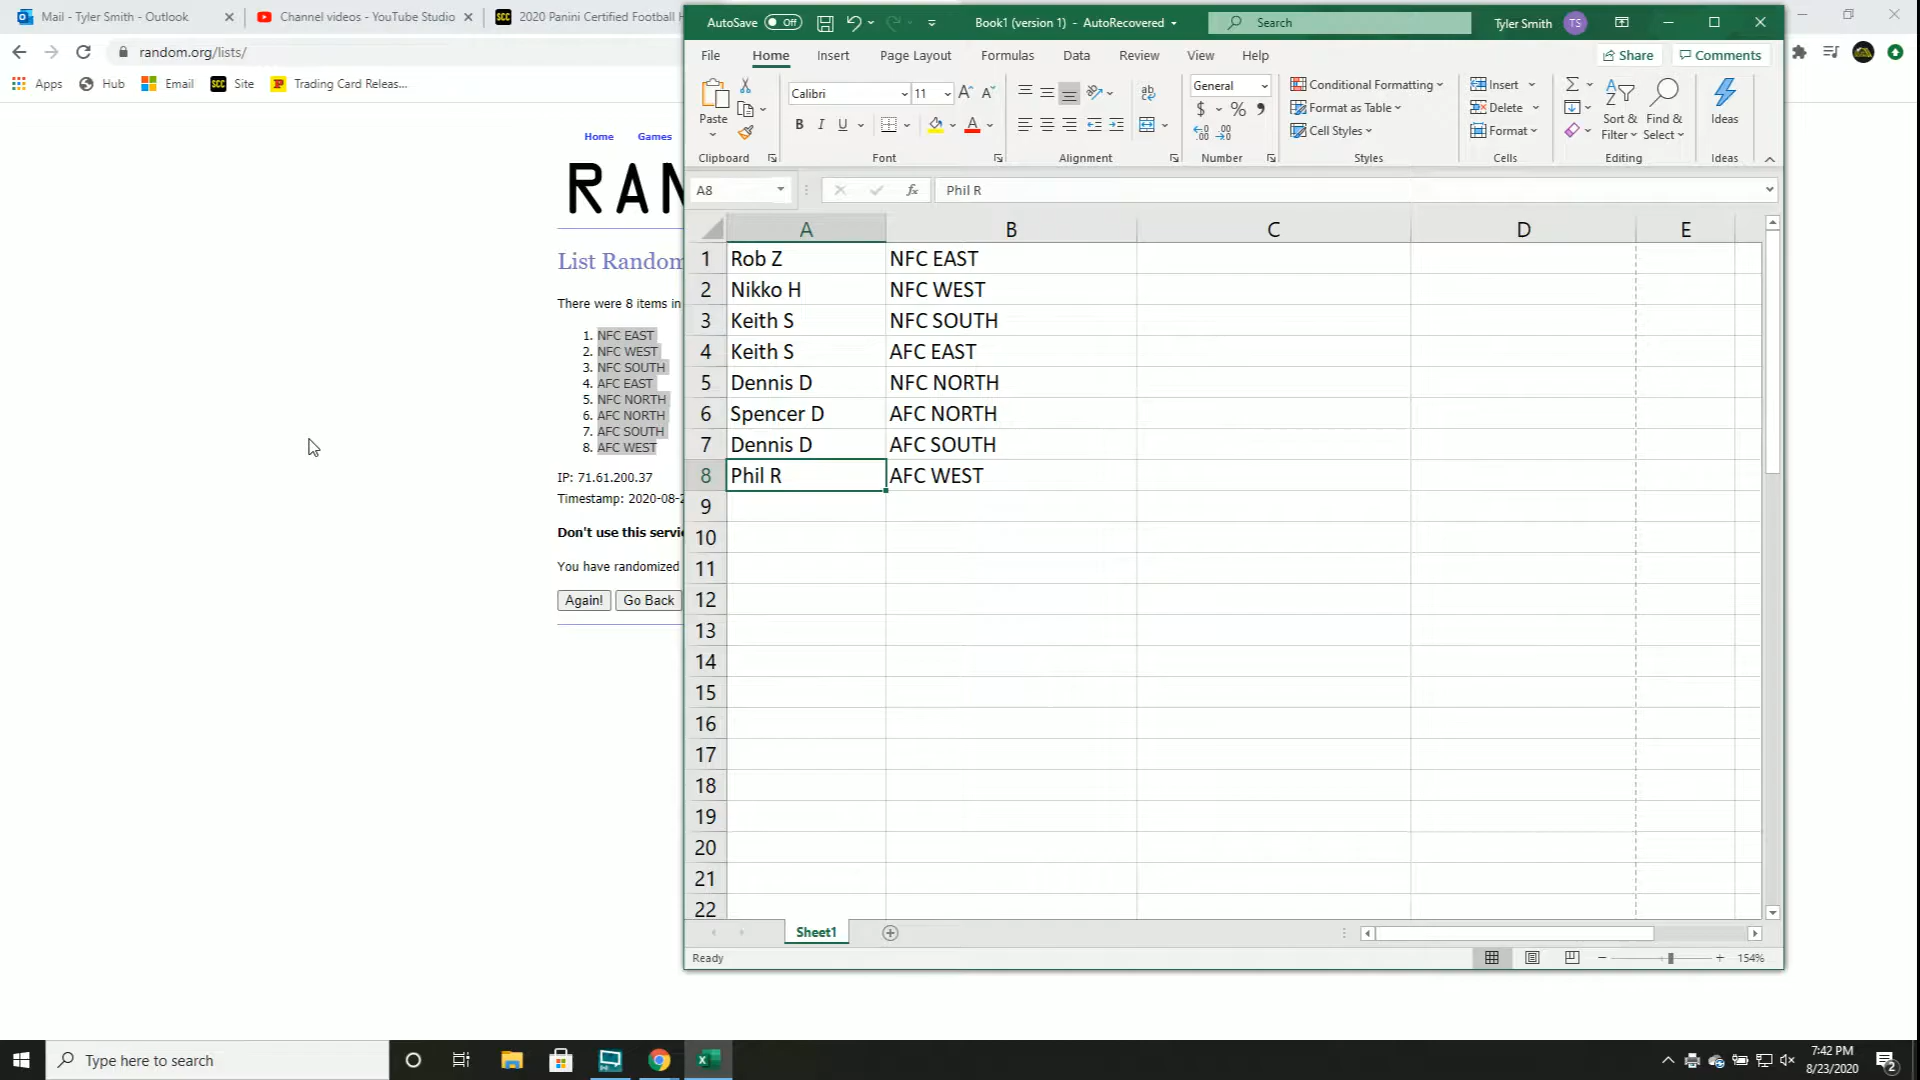 Mail - Tyler Smith - Outlook
Channel videos - YouTube Studio
SCC 2020 Panini Certified Football H
random.org/lists/
Apps Hub Email SCC Site Trading Card Releas...
Home Games
RAN
List Random
There were 8 items in
1. NFC EAST
2. NFC WEST
3. NFC SOUTH
4. AFC EAST
5. NFC NORTH
6. AFC NORTH
7. AFC SOUTH
8. AFC WEST
IP: 71.61.200.37
Timestamp: 2020-08-2
Don't use this servi
You have randomized
Again! Go Back
AutoSave Off Book1 (version 1) - AutoRecovered Search Tyler Smith TS
File Home Insert Page Layout Formulas Data Review View Help Share Comments
Paste
Clipboard
Calibri 11
B I U
Font
ab
Alignment
General
$ % 9
Number
Conditional Formatting
Format as Table
Cell Styles
Styles
Insert
Delete
Format
Cells
Sort & Filter
Find & Select
Editing
Ideas
Ideas
A8 fx Phil R
A B C D E
1 Rob Z NFC EAST
2 Nikko H NFC WEST
3 Keith S NFC SOUTH
4 Keith S AFC EAST
5 Dennis D NFC NORTH
6 Spencer D AFC NORTH
7 Dennis D AFC SOUTH
8 Phil R AFC WEST
9
10
11
12
13
14
15
16
17
18
19
20
21
22
Sheet1
Ready 154%
Type here to search
7:42 PM
8/23/2020
2